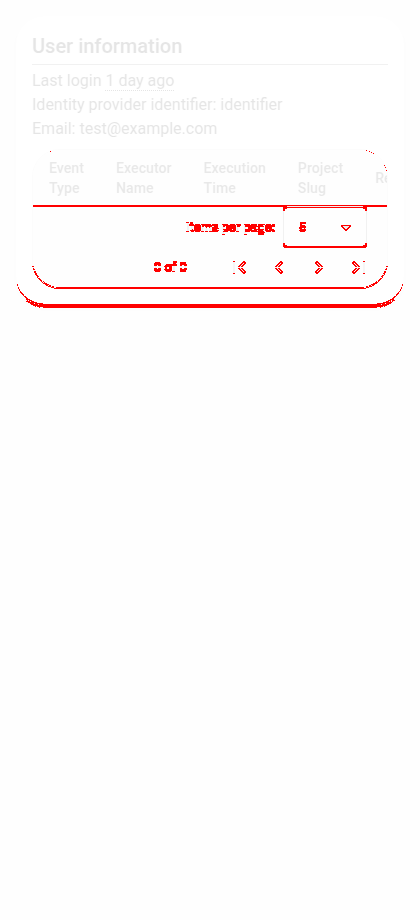 User information
Last login 1 day ago
Identity provider identifier: identifier
Email: test@example.com
Event Type
Executor Name
Execution Time
Project Slug
Items per page: 5
0 of 0